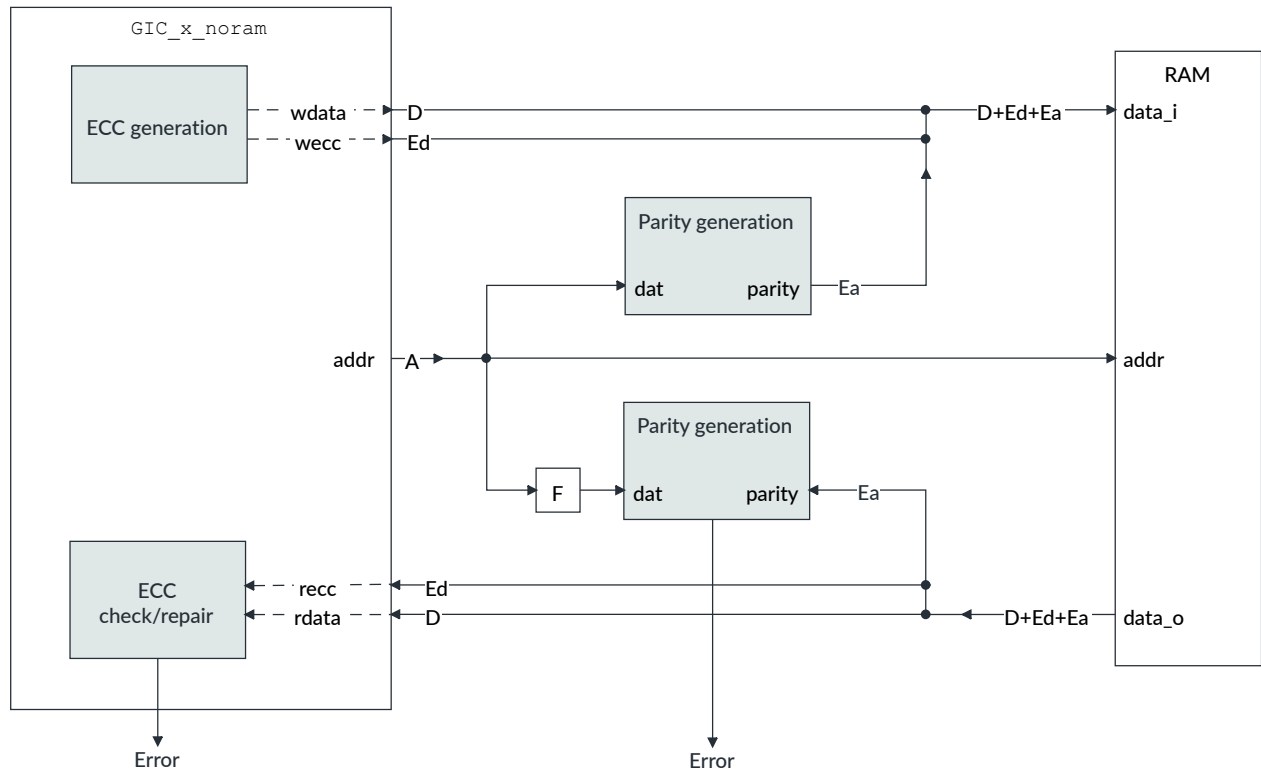 GIC_x_noram
RAM
ECC generation
wdata
D
D+Ed+Ea
data_i
wecc
Ed
Parity generation
dat
parity
Ea
addr
A
addr
Parity generation
F
dat
parity
Ea
ECC
check/repair
recc
Ed
rdata
D
D+Ed+Ea
data_o
Error
Error